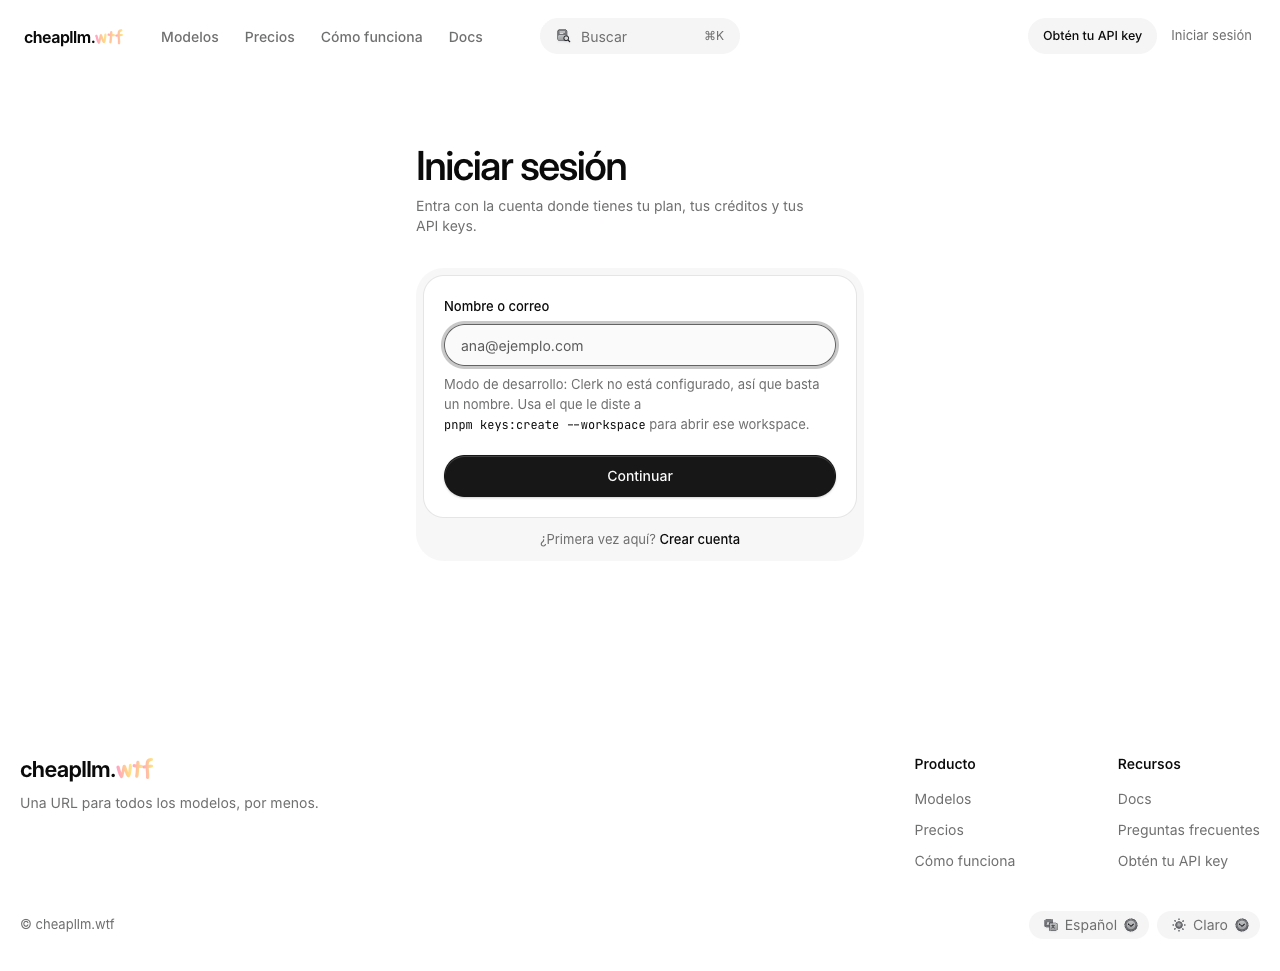 cheapllm.wtf
Modelos
Precios
Cómo funciona
Docs
Buscar
⌘K
Obtén tu API key
Iniciar sesión
Iniciar sesión
Entra con la cuenta donde tienes tu plan, tus créditos y tus
API keys.
Nombre o correo
ana@ejemplo.com
Modo de desarrollo: Clerk no está configurado, así que basta
un nombre. Usa el que le diste a
pnpm keys:create --workspace para abrir ese workspace.
Continuar
¿Primera vez aquí? Crear cuenta
cheapllm.wtf
Una URL para todos los modelos, por menos.
Producto
Modelos
Precios
Cómo funciona
Recursos
Docs
Preguntas frecuentes
Obtén tu API key
© cheapllm.wtf
Español
Claro